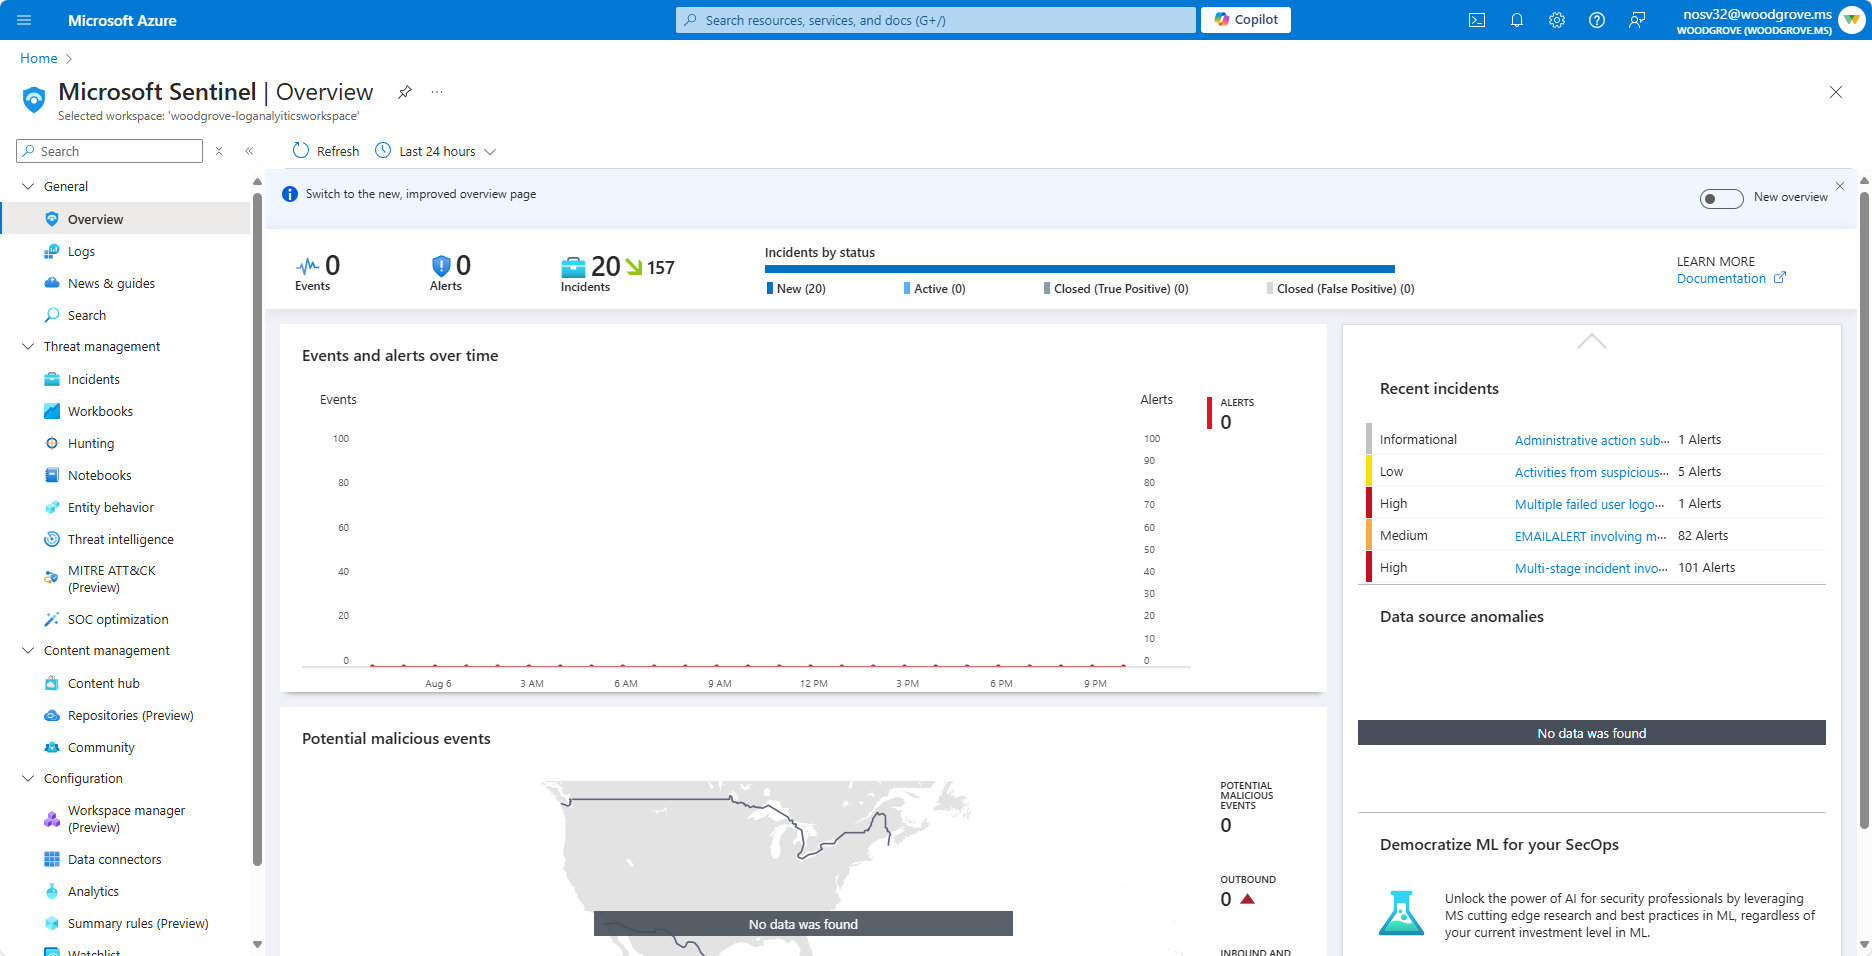 Microsoft Azure
Search resources, services, and docs (G+/)
Copilot
nosv32@woodgrove.ms
WOODGROVE (WOODGROVE.MS)
Home
Microsoft Sentinel | Overview
Selected workspace: 'woodgrove-loganalyiticsworkspace'
Search
Refresh
Last 24 hours
General
Overview
Logs
News & guides
Search
Threat management
Incidents
Workbooks
Hunting
Notebooks
Entity behavior
Threat intelligence
MITRE ATT&CK
(Preview)
SOC optimization
Content management
Content hub
Repositories (Preview)
Community
Configuration
Workspace manager
(Preview)
Data connectors
Analytics
Summary rules (Preview)
Watchlist
Switch to the new, improved overview page
New overview
0
Events
0
Alerts
20 157
Incidents
Incidents by status
New (20)
Active (0)
Closed (True Positive) (0)
Closed (False Positive) (0)
LEARN MORE
Documentation
Events and alerts over time
Events
100
80
60
40
20
0
Alerts
100
90
80
70
60
50
40
30
20
10
0
Aug 6
3 AM
6 AM
9 AM
12 PM
3 PM
6 PM
9 PM
ALERTS
0
Potential malicious events
No data was found
POTENTIAL
MALICIOUS
EVENTS
0
OUTBOUND
0
INBOUND AND
Recent incidents
Informational Administrative action sub... 1 Alerts
Low Activities from suspicious... 5 Alerts
High Multiple failed user logo... 1 Alerts
Medium EMAILALERT involving m... 82 Alerts
High Multi-stage incident invo... 101 Alerts
Data source anomalies
No data was found
Democratize ML for your SecOps
Unlock the power of AI for security professionals by leveraging
MS cutting edge research and best practices in ML, regardless of
your current investment level in ML.